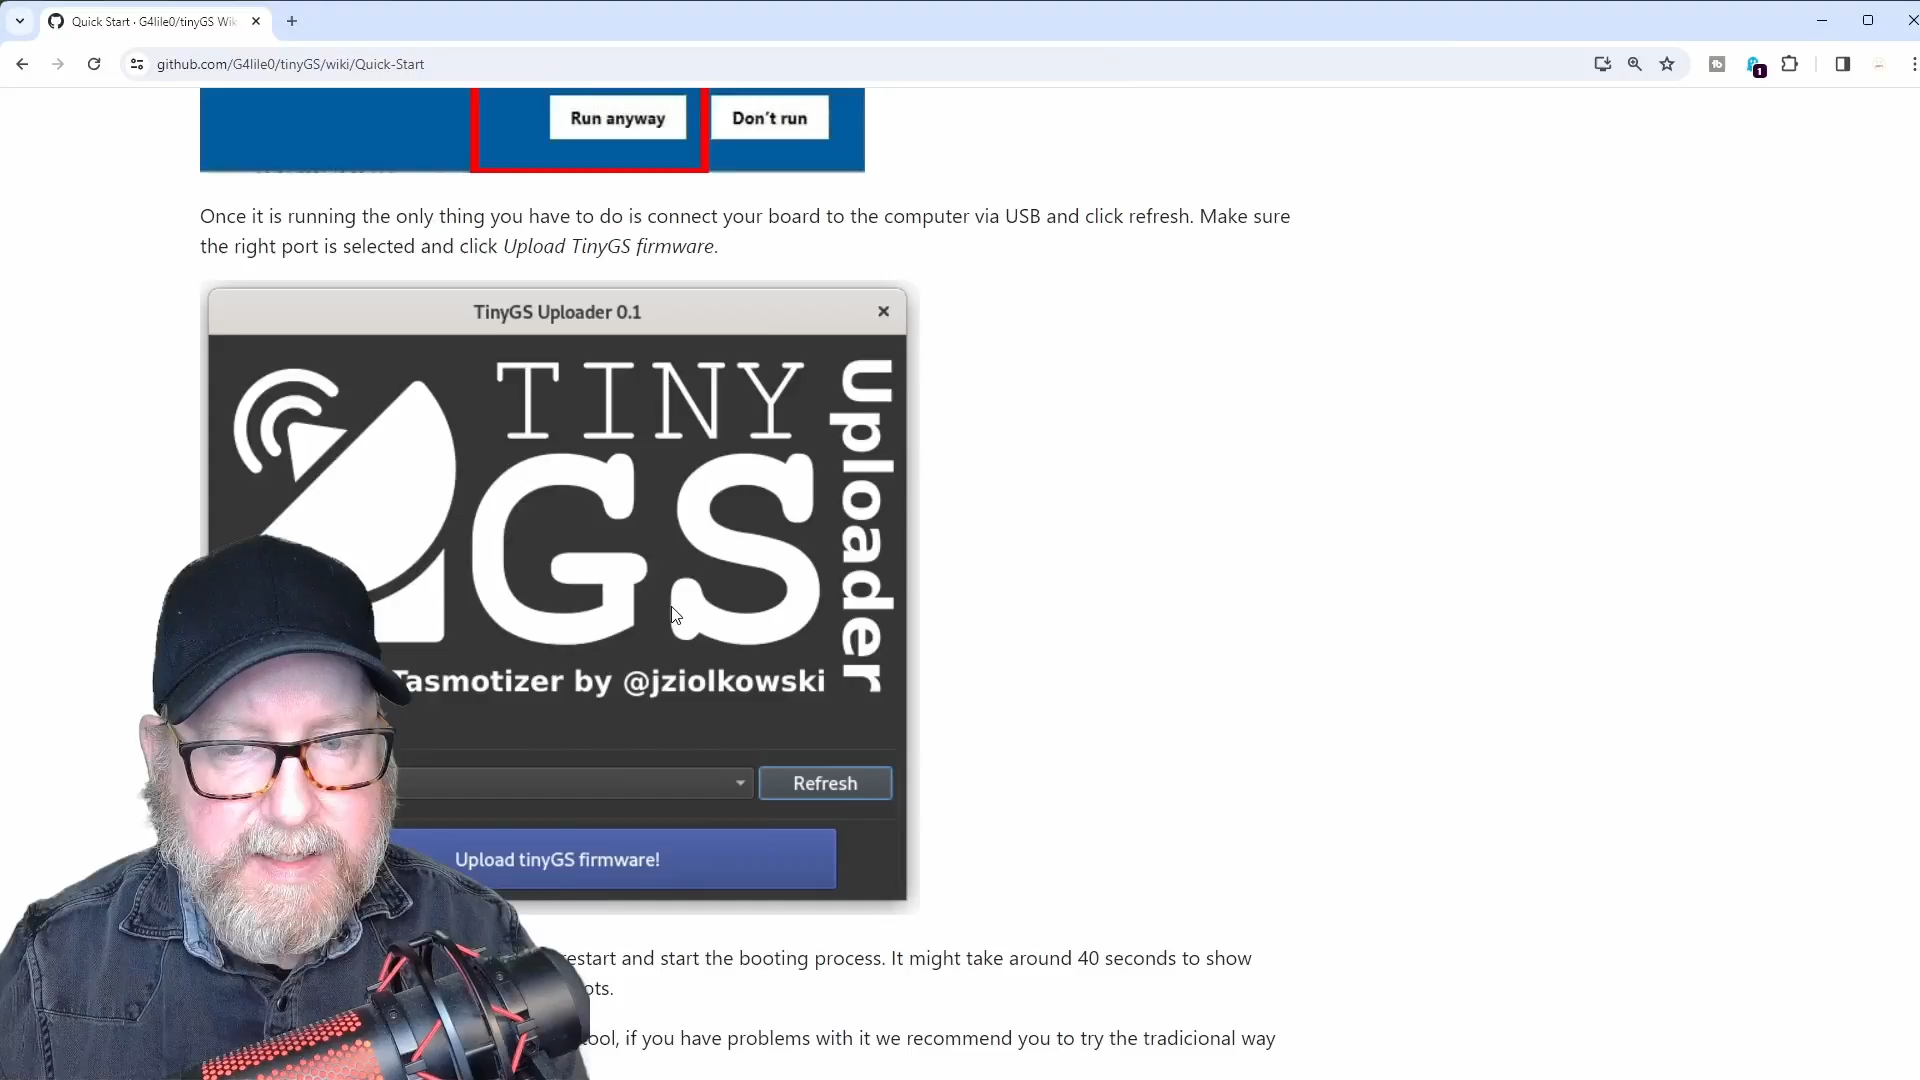 Quick Start · G4lile0/tinyGS Wik
github.com/G4lile0/tinyGS/wiki/Quick-Start
1
Run anyway
Don't run
Once it is running the only thing you have to do is connect your board to the computer via USB and click refresh. Make sure
the right port is selected and click Upload TinyGS firmware.
TinyGS Uploader 0.1
TINY
GS
Uploader
Tasmotizer by @jziolkowski
Refresh
Upload tinyGS firmware!
restart and start the booting process. It might take around 40 seconds to show
ots.
tool, if you have problems with it we recommend you to try the tradicional way